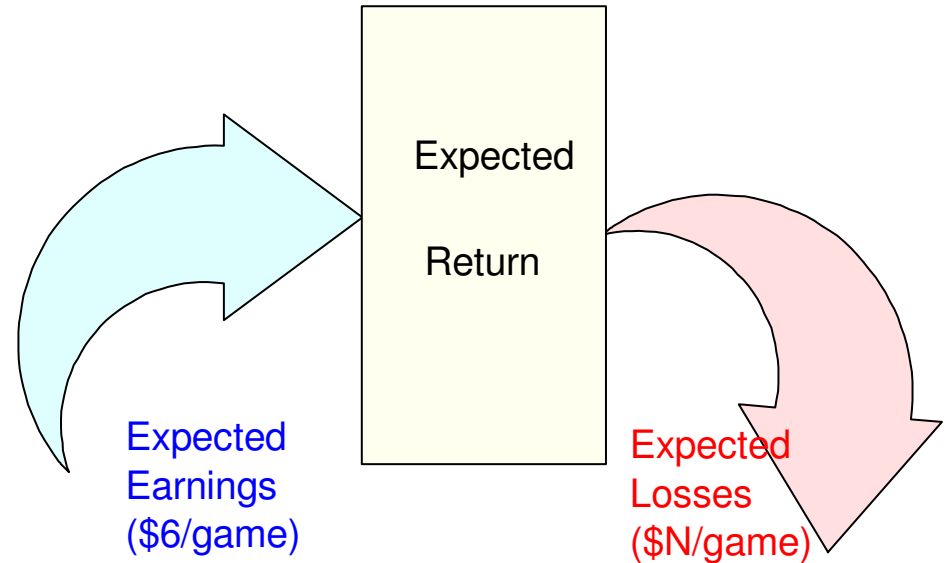 Expected
Return
Expected
Earnings
($6/game)
Expected
Losses
($N/game)